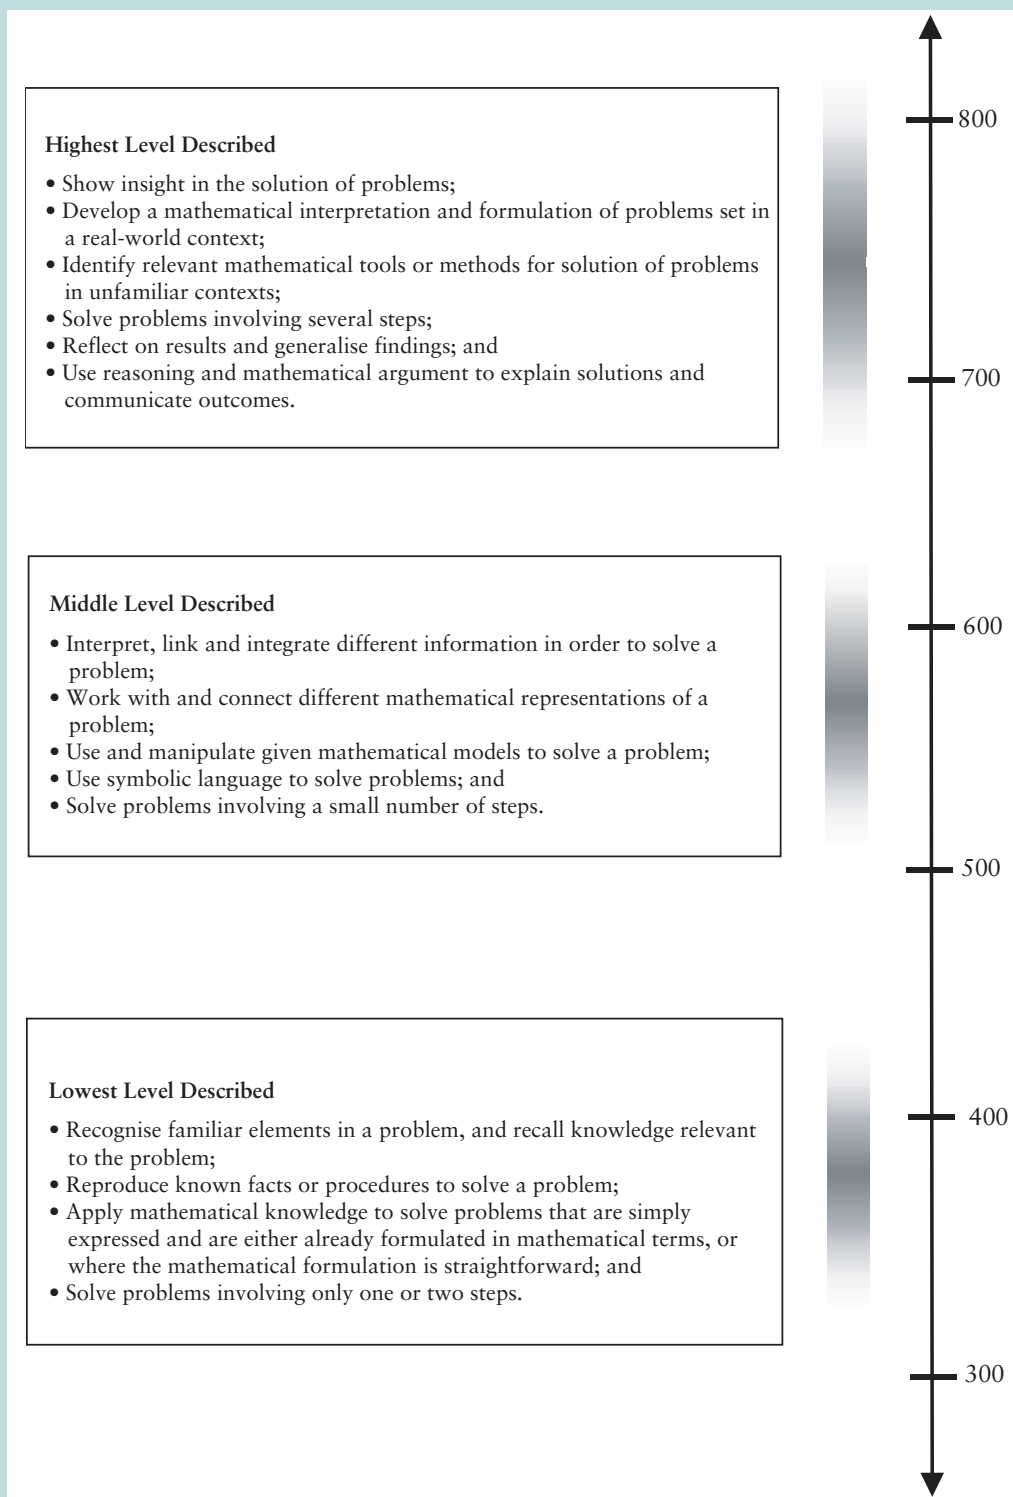 Highest Level Described
• Show insight in the solution of problems;
• Develop a mathematical interpretation and formulation of problems set in
a real-world context;
• Identify relevant mathematical tools or methods for solution of problems
in unfamiliar contexts;
• Solve problems involving several steps;
• Reflect on results and generalise findings; and
• Use reasoning and mathematical argument to explain solutions and
communicate outcomes.
800
700
Middle Level Described
• Interpret, link and integrate different information in order to solve a
problem;
• Work with and connect different mathematical representations of a
problem;
• Use and manipulate given mathematical models to solve a problem;
• Use symbolic language to solve problems; and
• Solve problems involving a small number of steps.
600
500
Lowest Level Described
• Recognise familiar elements in a problem, and recall knowledge relevant
to the problem;
• Reproduce known facts or procedures to solve a problem;
• Apply mathematical knowledge to solve problems that are simply
expressed and are either already formulated in mathematical terms, or
where the mathematical formulation is straightforward; and
• Solve problems involving only one or two steps.
400
300